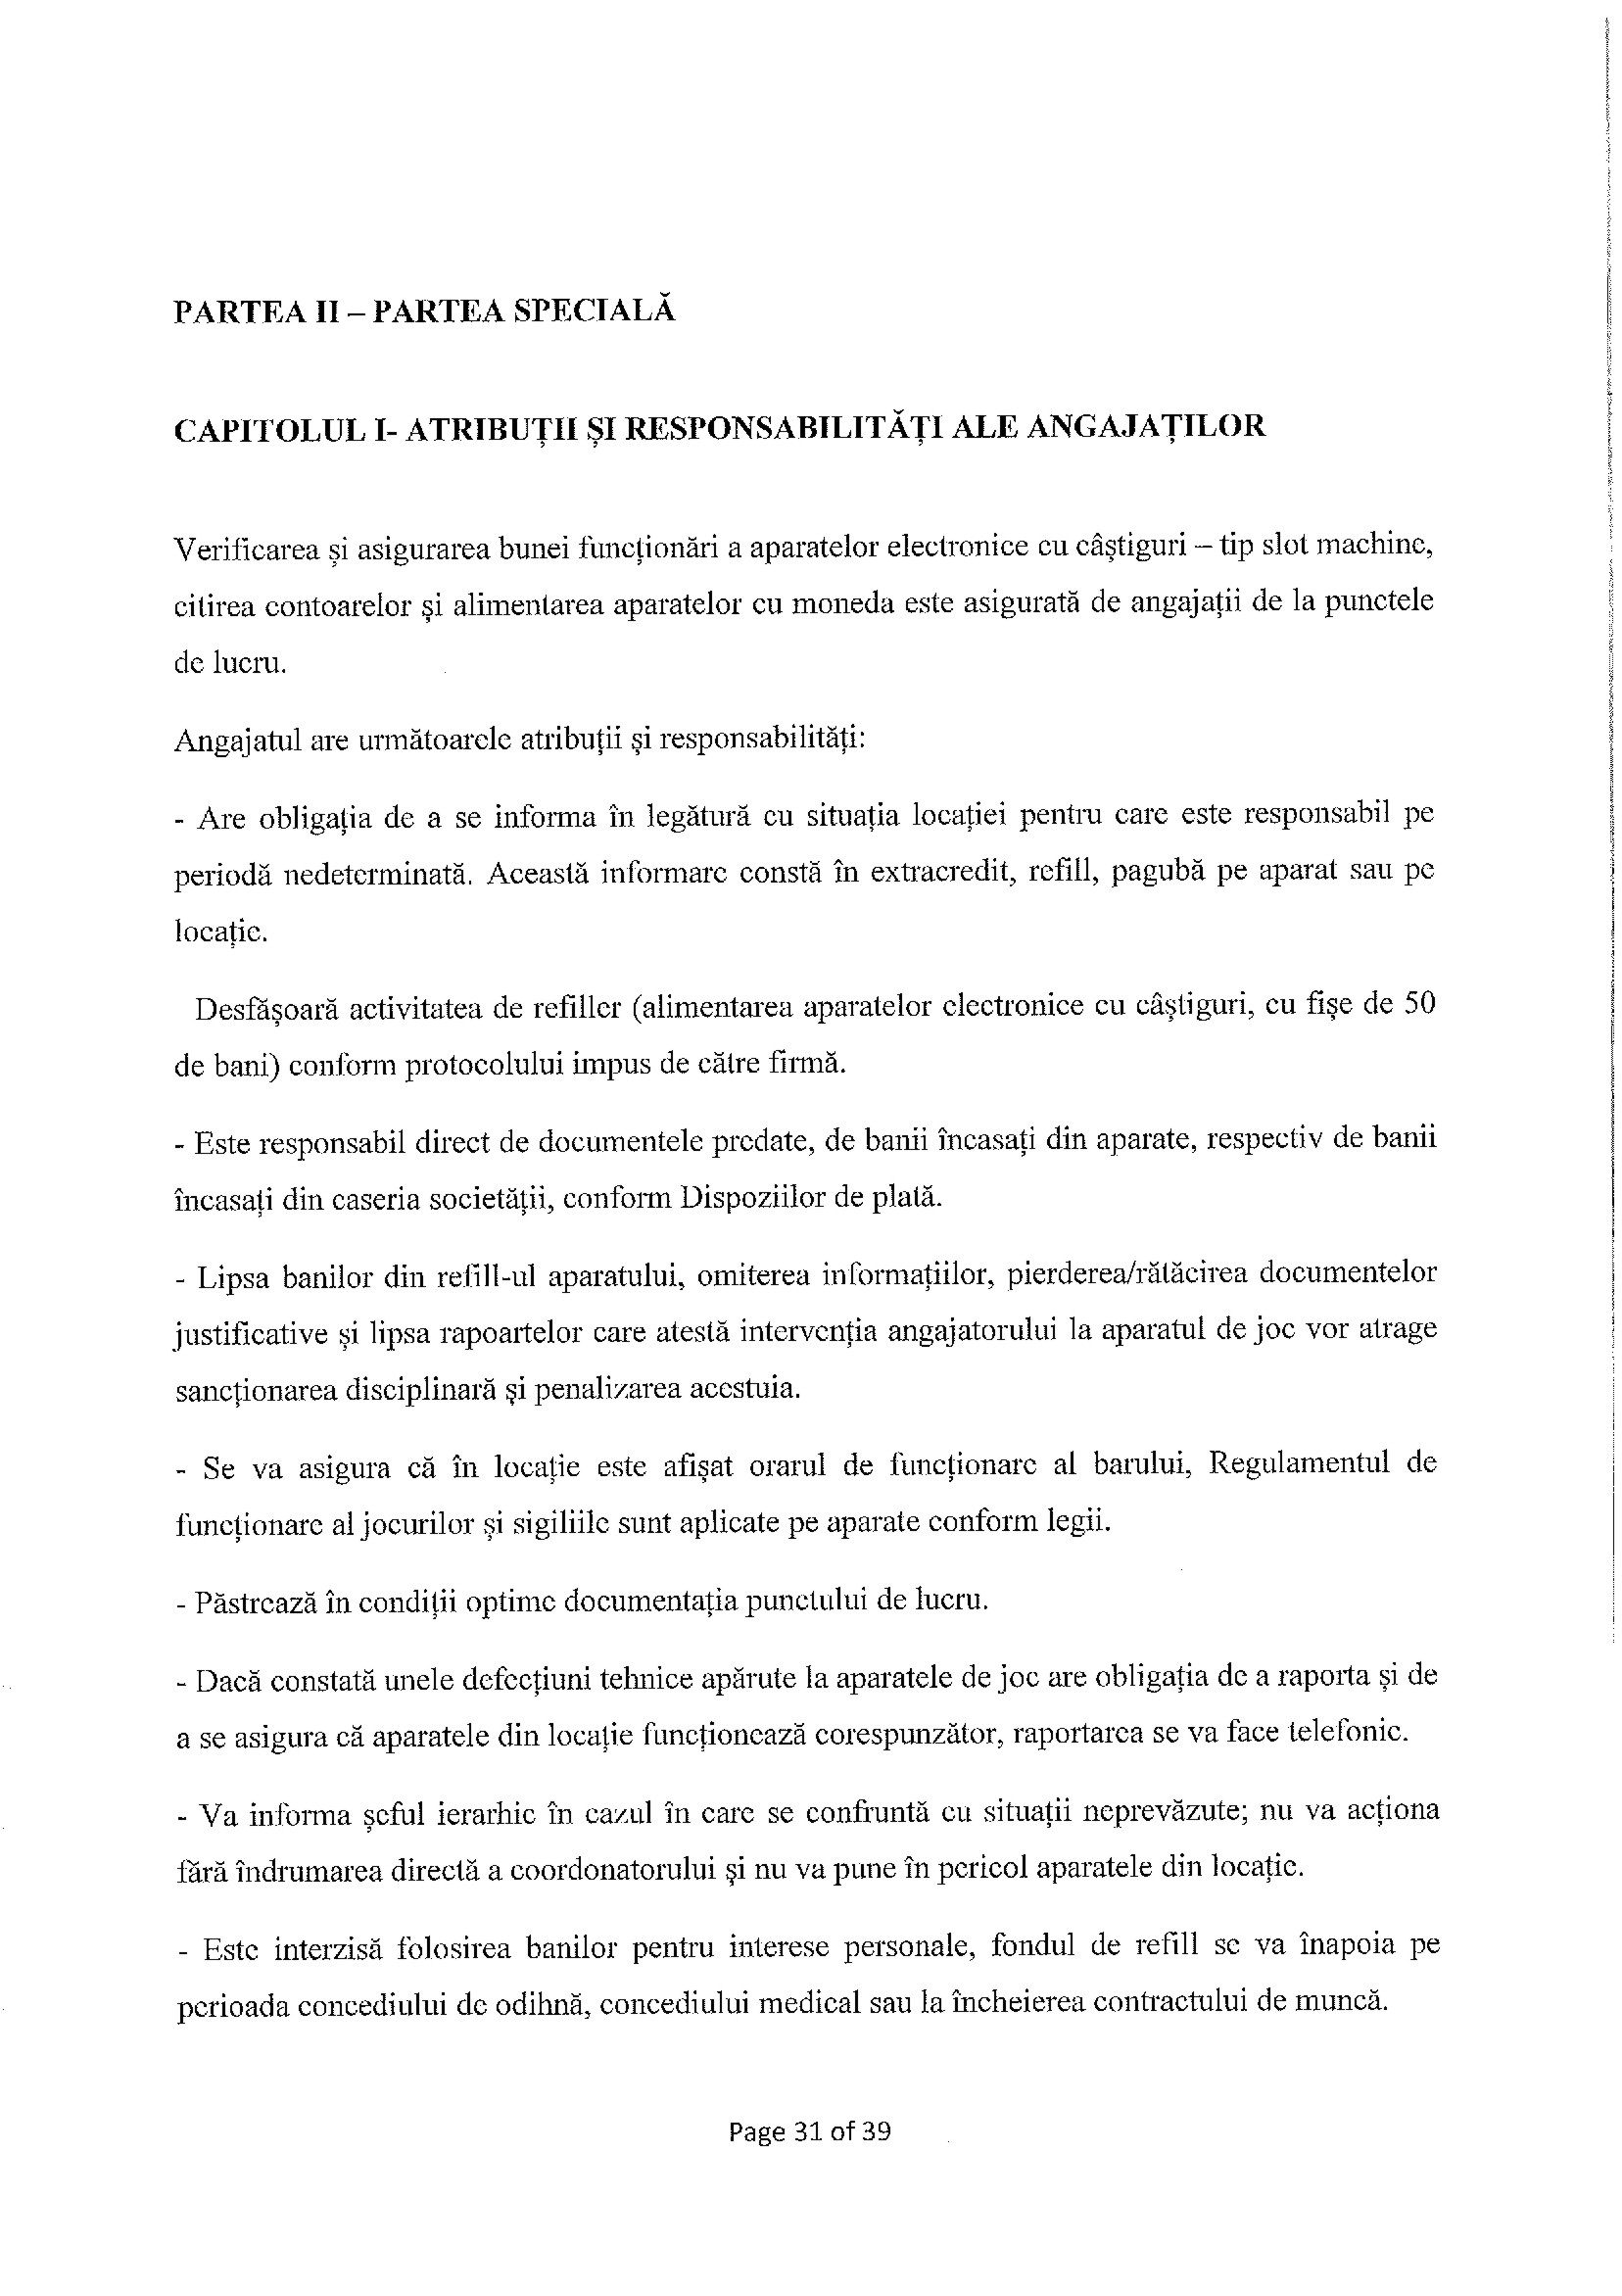 PARTEA II – PARTEA SPECIALĂ
CAPITOLUL I- ATRIBUȚII ȘI RESPONSABILITĂȚI ALE ANGAJAȚILOR
Verificarea și asigurarea bunei funcționări a aparatelor electronice cu câștiguri – tip slot machine,
citirea contoarelor și alimentarea aparatelor cu moneda este asigurată de angajații de la punctele
de lucru.
Angajatul are următoarele atribuții și responsabilități:
- Are obligația de a se informa în legătură cu situația locației pentru care este responsabil pe
periodă nedeterminată. Această informare constă în extracredit, refill, pagubă pe aparat sau pe
locație.
Desfășoară activitatea de refiller (alimentarea aparatelor electronice cu câștiguri, cu fișe de 50
de bani) conform protocolului impus de către firmă.
- Este responsabil direct de documentele predate, de banii încasați din aparate, respectiv de banii
încasați din caseria societății, conform Dispoziilor de plată.
- Lipsa banilor din refill-ul aparatului, omiterea informațiilor, pierderea/rătăcirea documentelor
justificative și lipsa rapoartelor care atestă intervenția angajatorului la aparatul de joc vor atrage
sancționarea disciplinară și penalizarea acestuia.
- Se va asigura că în locație este afișat orarul de funcționare al barului, Regulamentul de
funcționare al jocurilor și sigiliile sunt aplicate pe aparate conform legii.
- Păstrează în condiții optime documentația punctului de lucru.
- Dacă constată unele defecțiuni tehnice apărute la aparatele de joc are obligația de a raporta și de
a se asigura că aparatele din locație funcționează corespunzător, raportarea se va face telefonic.
- Va informa șeful ierarhic în cazul în care se confruntă cu situații neprevăzute; nu va acționa
fără îndrumarea directă a coordonatorului și nu va pune în pericol aparatele din locație.
- Este interzisă folosirea banilor pentru interese personale, fondul de refill se va înapoia pe
perioada concediului de odihnă, concediului medical sau la încheierea contractului de muncă.
Page 31 of 39